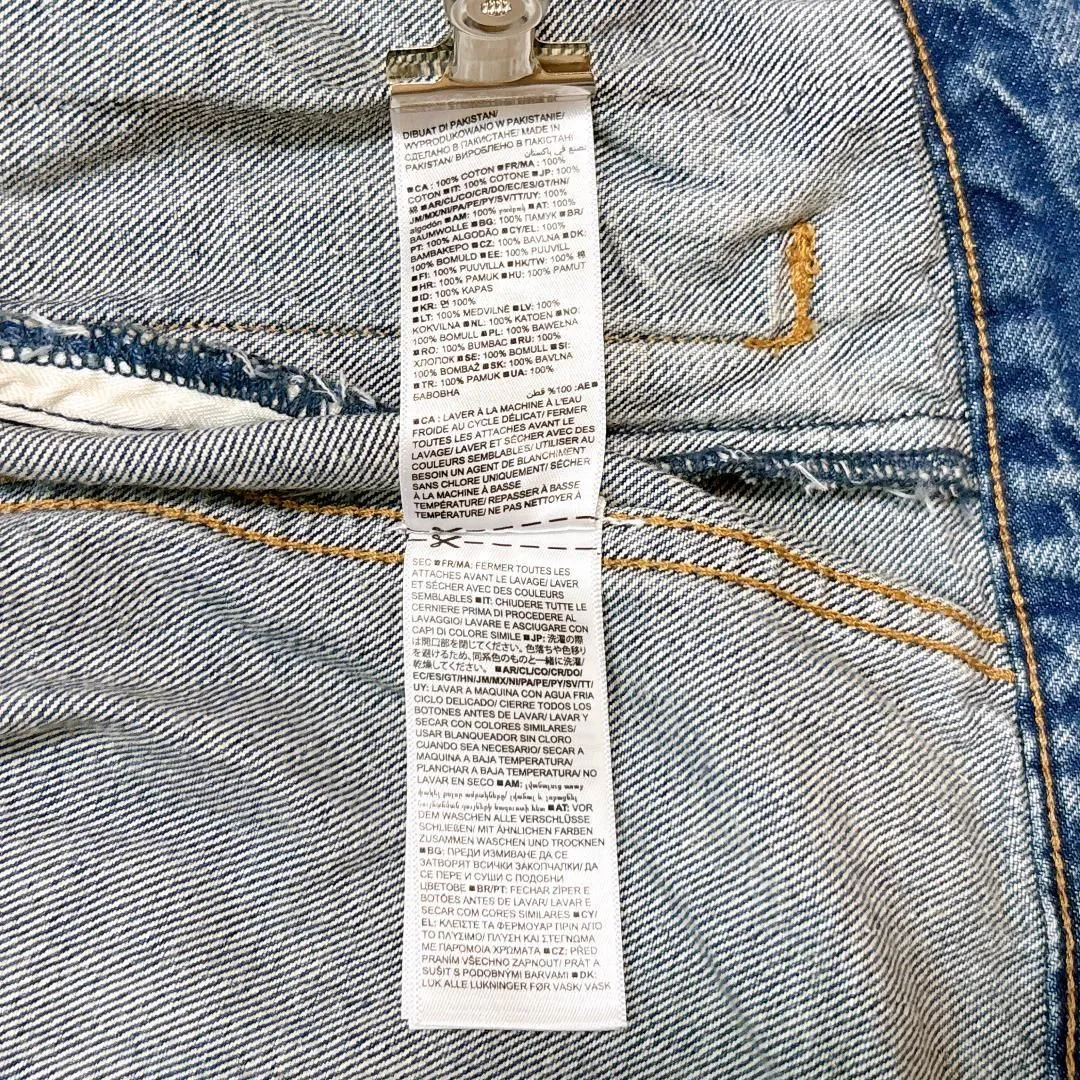 DIBUAT DI PAKISTAN/
WYPRODUKOWANO W PAKISTANIE/
СДЕЛАНО В ПАКИСТАНЕ/ MADE IN
PAKISTAN/ ВИРОБЛЕНО В ПАКІСТАНІ
صنع في باكستان
■CA : 100% COTON ■FR/MA : 100%
COTON ■IT: 100% COTONE ■JP: 100%
綿 ■AR/CL/CO/CR/DO/EC/ES/GT/HN/
JM/MX/NI/PA/PE/PY/SV/TT/UY: 100%
algodón ■AM: 100% բամբակ ■AT: 100%
BAUMWOLLE ■BG: 100% ПАМУК ■BR/
PT: 100% ALGODÃO ■CY/EL: 100%
ΒΑΜΒΑΚΕΡΟ ■CZ: 100% BAVLNA ■DK:
100% BOMULD ■EE: 100% PUUVILL
■FI: 100% PUUVILLA ■HK/TW: 100% 棉
■HR: 100% PAMUK ■HU: 100% PAMUT
■ID: 100% KAPAS
■KR: 면 100%
■LT: 100% MEDVILNĖ ■LV: 100%
KOKVILNA ■NL: 100% KATOEN ■NO:
100% BOMULL ■PL: 100% BAWEŁNA
■RO: 100% BUMBAC ■RU: 100%
ХЛОПОК ■SE: 100% BOMULL ■SI:
100% BOMBAŽ ■SK: 100% BAVLNA
■TR: 100% PAMUK ■UA: 100%
БАВОВНА
■AE: 100% قطن
■CA : LAVER À LA MACHINE À L'EAU
FROIDE AU CYCLE DÉLICAT/ FERMER
TOUTES LES ATTACHES AVANT LE
LAVAGE/ LAVER ET SÉCHER AVEC DES
COULEURS SEMBLABLES/ UTILISER AU
BESOIN UN AGENT DE BLANCHIMENT
SANS CHLORE UNIQUEMENT/ SÉCHER
À LA MACHINE À BASSE
TEMPÉRATURE/ REPASSER À BASSE
TEMPÉRATURE/ NE PAS NETTOYER À
SEC ■FR/MA: FERMER TOUTES LES
ATTACHES AVANT LE LAVAGE/ LAVER
ET SÉCHER AVEC DES COULEURS
SEMBLABLES ■IT: CHIUDERE TUTTE LE
CERNIERE PRIMA DI PROCEDERE AL
LAVAGGIO/ LAVARE E ASCIUGARE CON
CAPI DI COLORE SIMILE ■JP: 洗濯の際
は開口部を閉じてください。色落ちや色移り
を避けるため、同系色のものと一緒に洗濯/
乾燥してください。 ■AR/CL/CO/CR/DO/
EC/ES/GT/HN/JM/MX/NI/PA/PE/PY/SV/TT/
UY: LAVAR A MAQUINA CON AGUA FRIA
CICLO DELICADO/ CIERRE TODOS LOS
BOTONES ANTES DE LAVAR/ LAVAR Y
SECAR CON COLORES SIMILARES/
USAR BLANQUEADOR SIN CLORO
CUANDO SEA NECESARIO/ SECAR A
MAQUINA A BAJA TEMPERATURA/
PLANCHAR A BAJA TEMPERATURA/ NO
LAVAR EN SECO ■AM:
■AT: VOR
DEM WASCHEN ALLE VERSCHLÜSSE
SCHLIEßEN/ MIT ÄHNLICHEN FARBEN
ZUSAMMEN WASCHEN UND TROCKNEN
■BG: ПРЕДИ ИЗМИВАНЕ ДА СЕ
ЗАТВОРЯТ ВСИЧКИ ЗАКОПЧАЛКИ/ ДА
СЕ ПЕРЕ И СУШИ С ПОДОБНИ
ЦВЕТОВЕ ■BR/PT: FECHAR ZÍPER E
BOTÕES ANTES DE LAVAR/ LAVAR E
SECAR COM CORES SIMILARES ■CY/
EL: ΚΛΕΙΣΤΕ ΤΑ ΦΕΡΜΟΥΑΡ ΠΡΙΝ ΑΠΟ
ΤΟ ΠΛΥΣΙΜΟ/ ΠΛΥΣΗ ΚΑΙ ΣΤΕΓΝΩΜΑ
ΜΕ ΠΑΡΟΜΟΙΑ ΧΡΩΜΑΤΑ ■CZ: PŘED
PRANÍM VŠECHNO ZAPNOUT/ PRÁT A
SUŠIT S PODOBNÝMI BARVAMI ■DK:
LUK ALLE LUKNINGER FØR VASK/ VASK